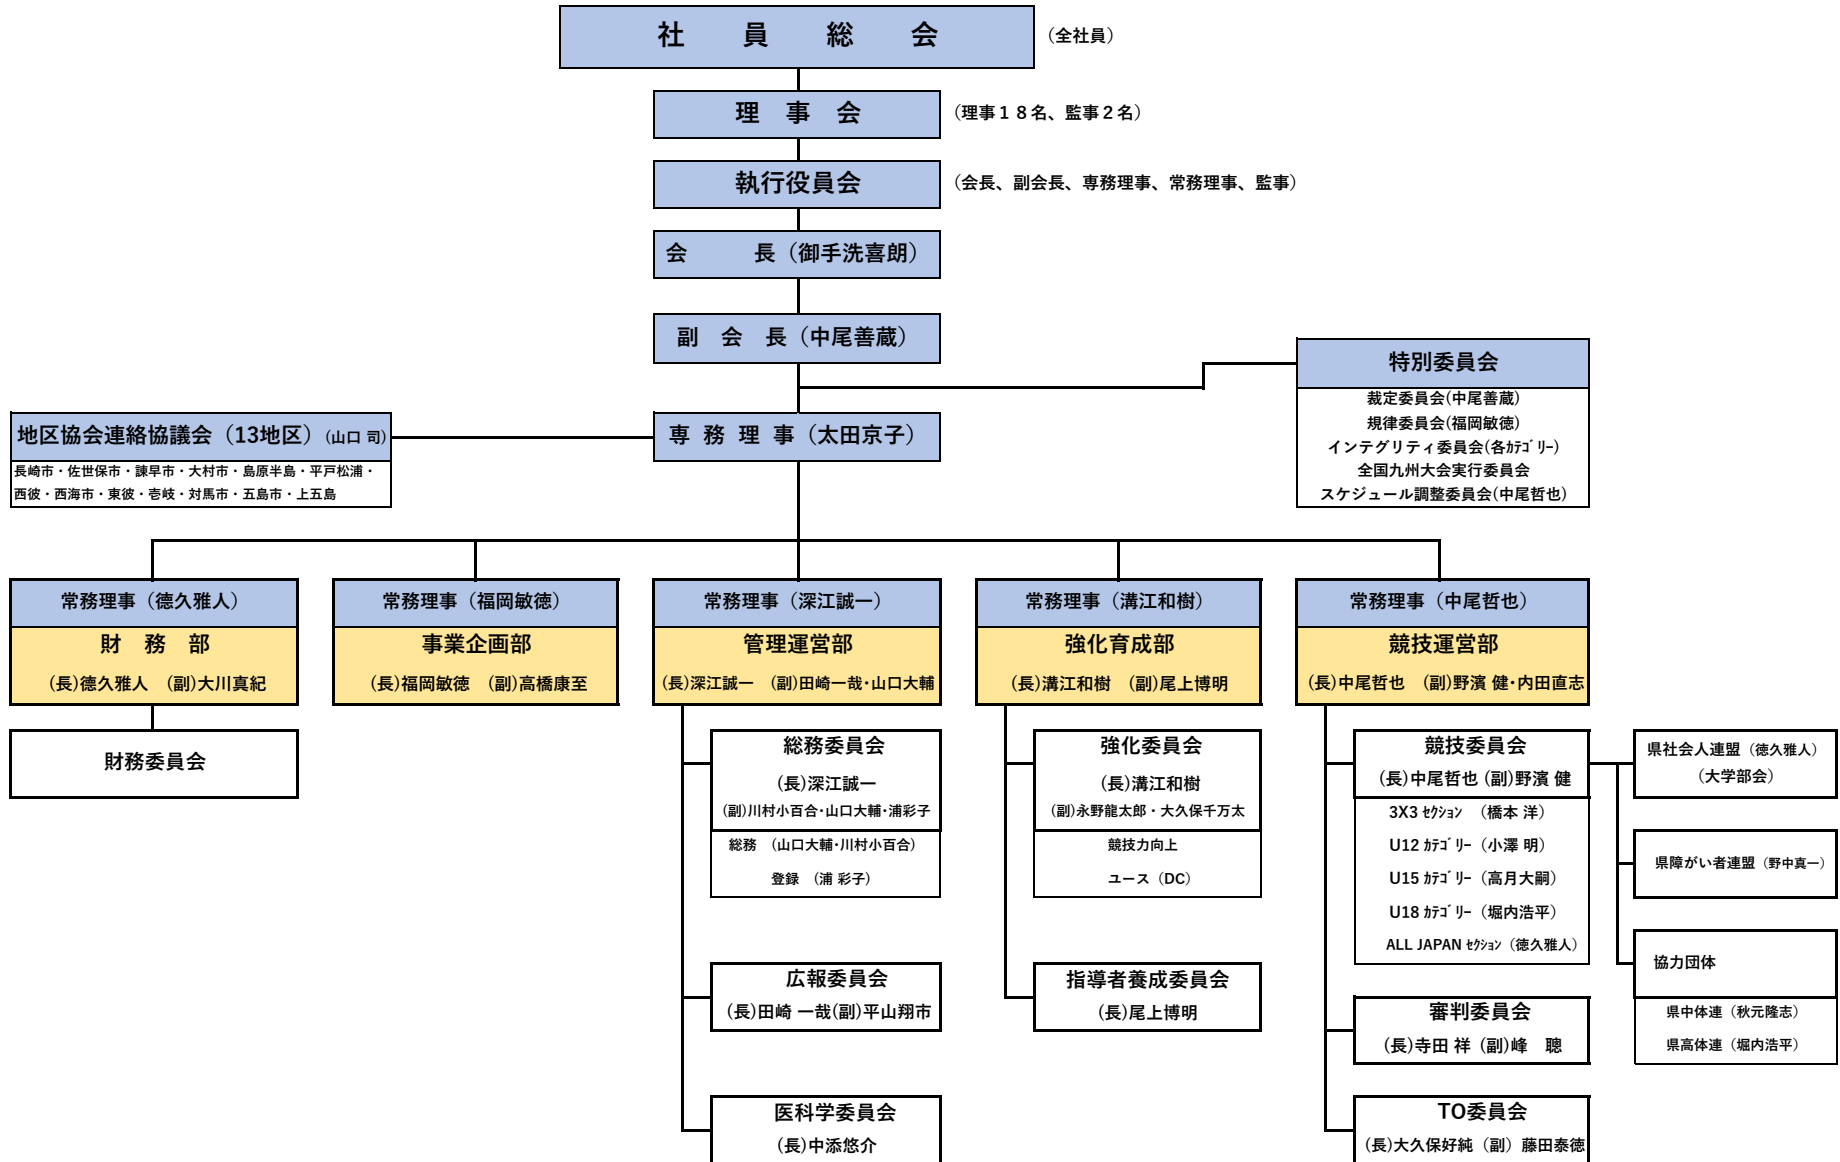 社　員　総　会
（全社員）
理　事　会
（理事１８名、監事２名）
執行役員会
（会長、副会長、専務理事、常務理事、監事）
会　　　長（御手洗喜朗）
副　会　長（中尾善蔵）
特別委員会
裁定委員会(中尾善蔵)
規律委員会(福岡敏徳)
インテグリティ委員会(各ｶﾃｺﾞﾘｰ)
全国九州大会実行委員会
スケジュール調整委員会(中尾哲也)
地区協会連絡協議会（13地区）(山口 司)
長崎市・佐世保市・諫早市・大村市・島原半島・平戸松浦・
西彼・西海市・東彼・壱岐・対馬市・五島市・上五島
専 務 理 事（太田京子）
常務理事（德久雅人）
財　務　部
(長)德久雅人　(副)大川真紀
財務委員会
常務理事（福岡敏徳）
事業企画部
(長)福岡敏徳　(副)高橋康至
常務理事（深江誠一）
管理運営部
(長)深江誠一　(副)田崎一哉･山口大輔
総務委員会
(長)深江誠一
(副)川村小百合･山口大輔･浦彩子
総務　(山口大輔･川村小百合)
登録　(浦 彩子)
広報委員会
(長)田崎 一哉(副)平山翔市
医科学委員会
(長)中添悠介
常務理事（溝江和樹）
強化育成部
(長)溝江和樹　(副)尾上博明
強化委員会
(長)溝江和樹
(副)永野龍太郎・大久保千万太
競技力向上
ユース（DC）
指導者養成委員会
(長)尾上博明
常務理事（中尾哲也）
競技運営部
(長)中尾哲也　(副)野濱 健･内田直志
競技委員会
(長)中尾哲也 (副)野濱 健
3X3 ｾｸｼｮﾝ　（橋本 洋）
U12 ｶﾃｺﾞﾘｰ（小澤 明）
U15 ｶﾃｺﾞﾘｰ（高月大嗣）
U18 ｶﾃｺﾞﾘｰ（堀内浩平）
ALL JAPAN ｾｸｼｮﾝ（徳久雅人）
審判委員会
(長)寺田 祥 (副)峰　聰
TO委員会
(長)大久保好純（副）藤田泰徳
県社会人連盟（徳久雅人）
（大学部会）
県障がい者連盟（野中真一）
協力団体
県中体連（秋元隆志）
県高体連（堀内浩平）